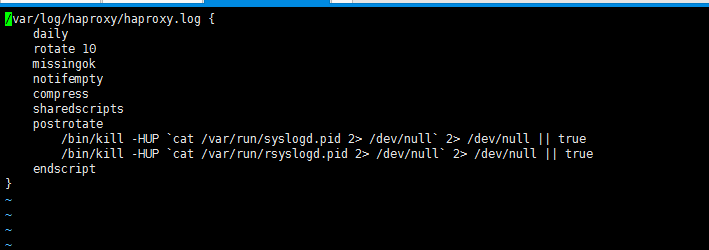 /var/log/haproxy/haproxy.log {
    daily
    rotate 10
    missingok
    notifempty
    compress
    sharedscripts
    postrotate
        /bin/kill -HUP `cat /var/run/syslogd.pid 2> /dev/null` 2> /dev/null || true
        /bin/kill -HUP `cat /var/run/rsyslogd.pid 2> /dev/null` 2> /dev/null || true
    endscript
}
~
~
~
~